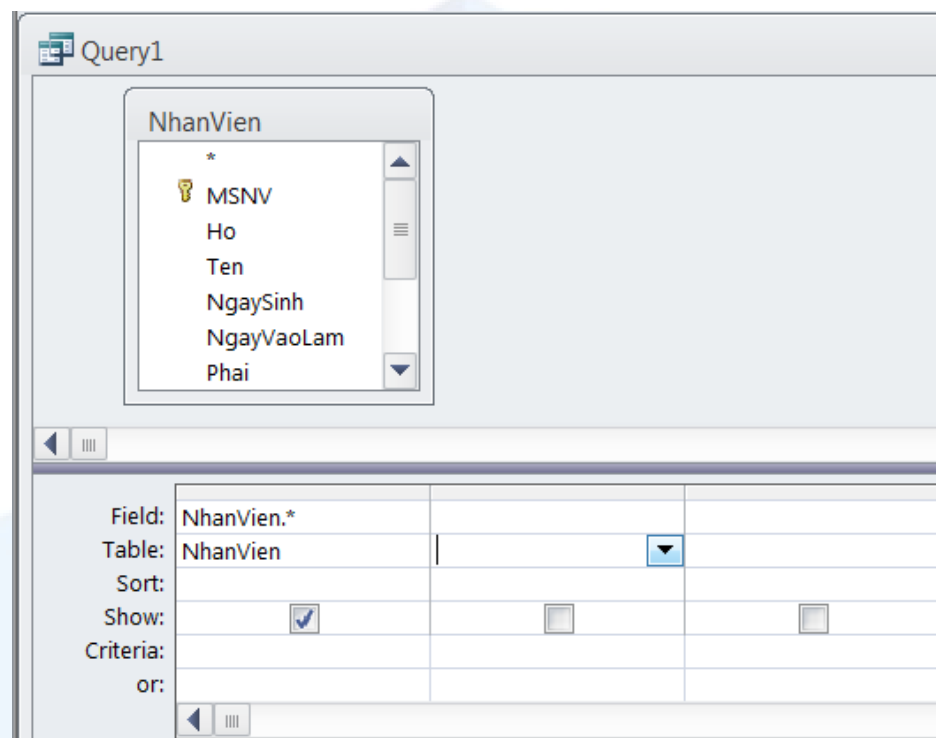 Query1
NhanVien
*
MSNV
Ho
Ten
NgaySinh
NgayVaoLam
Phai
Field: NhanVien.*
Table: NhanVien
Sort:
Show:
Criteria:
or: